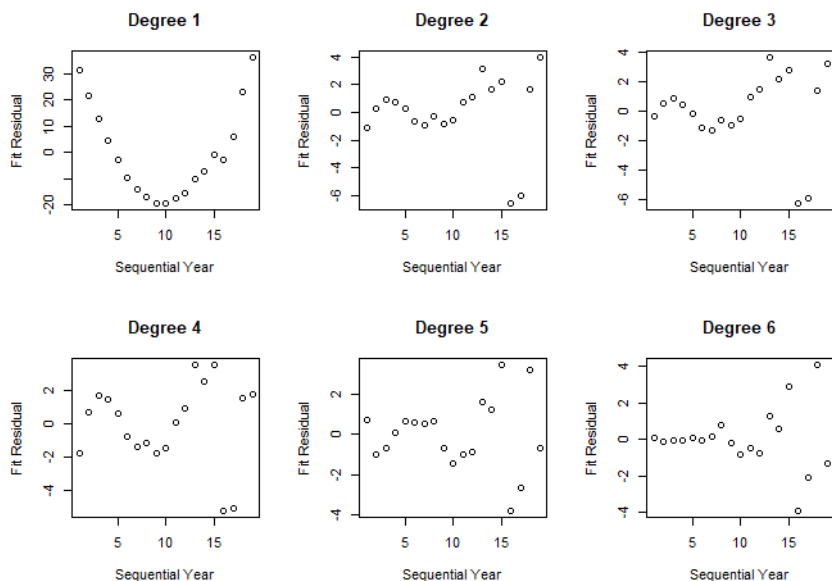 Degree 1
Degree 2
Degree 3
Fit Residual
-20
0
10
20
30
5
10
15
Sequential Year
Fit Residual
-6
-4
-2
0
2
4
5
10
15
Sequential Year
Fit Residual
-6
-4
-2
0
2
4
5
10
15
Sequential Year
Degree 4
Degree 5
Degree 6
Fit Residual
-4
-2
0
2
5
10
15
Sequential Year
Fit Residual
-4
-2
0
2
5
10
15
Sequential Year
Fit Residual
-4
-2
0
2
4
5
10
15
Sequential Year